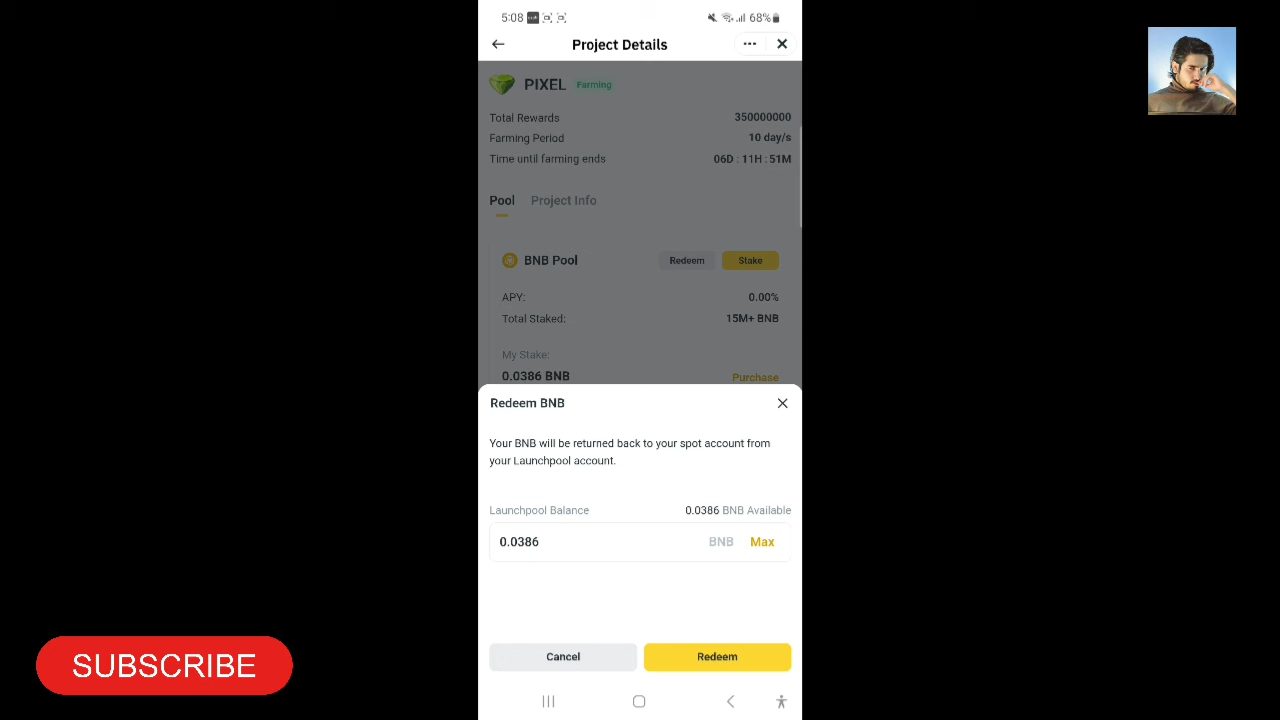 5:08
68%
Project Details
PIXEL Farming
Total Rewards 350000000
Farming Period 10 day/s
Time until farming ends 06D : 11H : 51M
Pool Project Info
BNB Pool Redeem Stake
APY: 0.00%
Total Staked: 15M+ BNB
My Stake:
0.0386 BNB Purchase
Redeem BNB
Your BNB will be returned back to your spot account from
your Launchpool account.
Launchpool Balance 0.0386 BNB Available
0.0386 BNB Max
Cancel Redeem
SUBSCRIBE